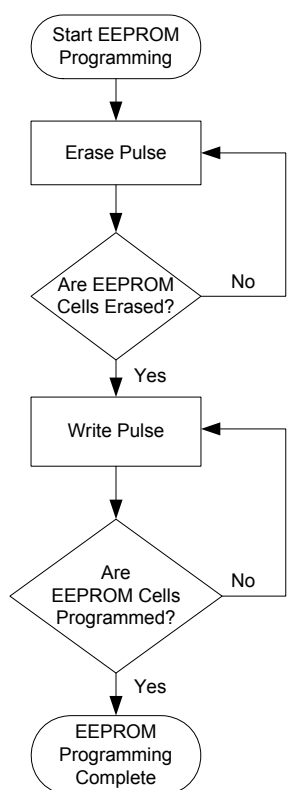 Start EEPROM
Programming
Erase Pulse
Are EEPROM
Cells Erased?
No
Yes
Write Pulse
Are
EEPROM Cells
Programmed?
No
Yes
EEPROM
Programming
Complete